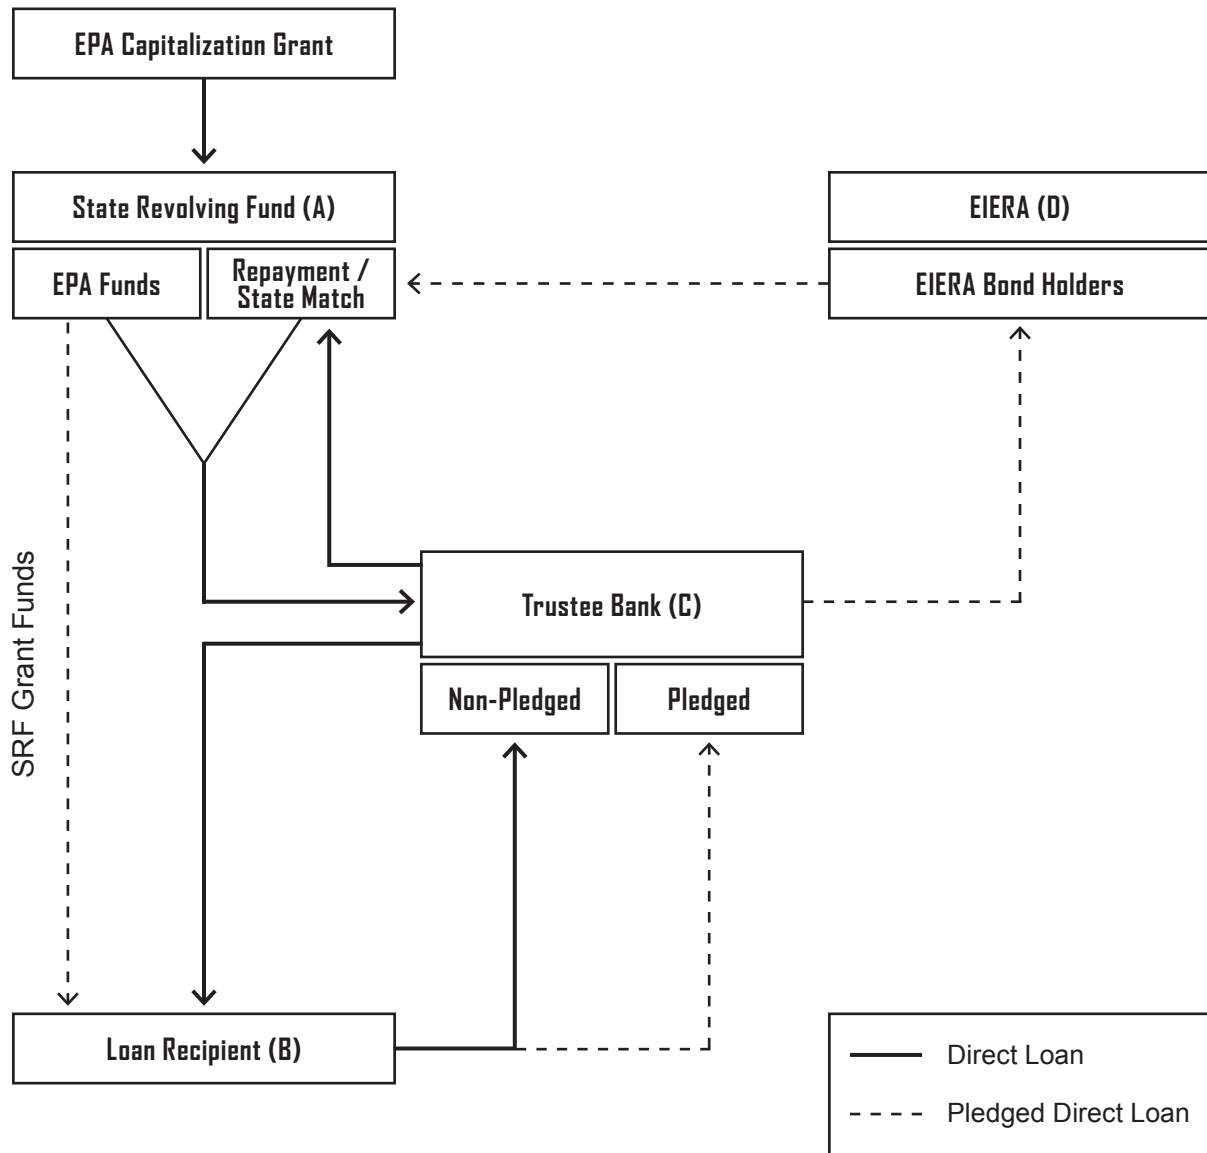 EPA Capitalization Grant
State Revolving Fund (A)
EIERA (D)
EPA Funds
Repayment /
State Match
EIERA Bond Holders
SRF Grant Funds
Trustee Bank (C)
Non-Pledged
Pledged
Loan Recipient (B)
Direct Loan
Pledged Direct Loan